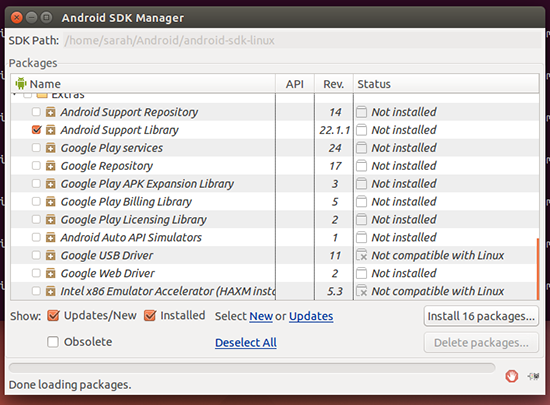 Android SDK Manager
SDK Path: /home/sarah/Android/android-sdk-linux
Packages
Name API Rev. Status
Extras
Android Support Repository 14 Not installed
Android Support Library 22.1.1 Not installed
Google Play services 24 Not installed
Google Repository 17 Not installed
Google Play APK Expansion Library 3 Not installed
Google Play Billing Library 5 Not installed
Google Play Licensing Library 2 Not installed
Android Auto API Simulators 1 Not installed
Google USB Driver 11 Not compatible with Linux
Google Web Driver 2 Not installed
Intel x86 Emulator Accelerator (HAXM insta 5.3 Not compatible with Linux
Show: Updates/New Installed Select New or Updates Install 16 packages...
Obsolete Deselect All Delete packages...
Done loading packages.